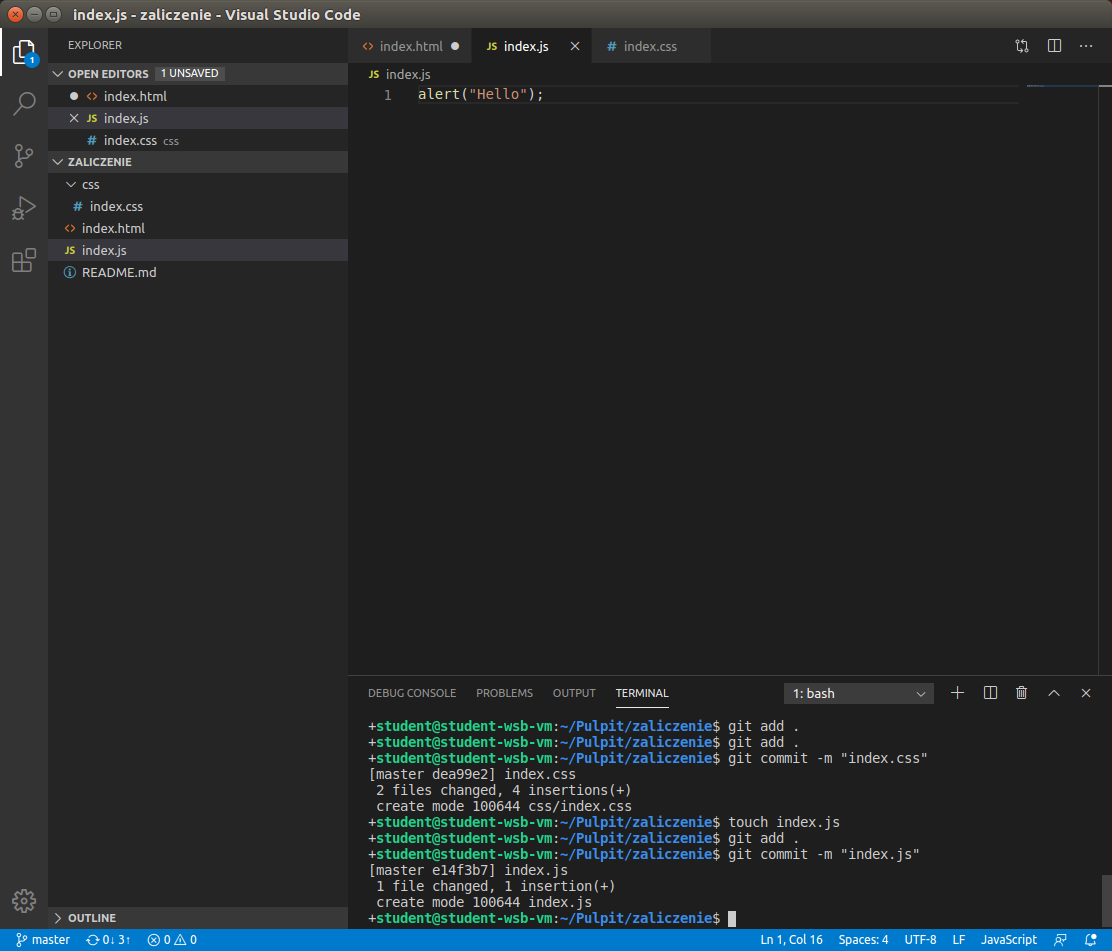 index.js - zaliczenie - Visual Studio Code
1
EXPLORER
OPEN EDITORS 1 UNSAVED
index.html
JS index.js
# index.css css
ZALICZENIE
css
# index.css
index.html
JS index.js
README.md
OUTLINE
index.html
JS index.js
# index.css
JS index.js
1 alert("Hello");
DEBUG CONSOLE PROBLEMS OUTPUT TERMINAL 1: bash
+student@student-wsb-vm:~/Pulpit/zaliczenie$ git add .
+student@student-wsb-vm:~/Pulpit/zaliczenie$ git add .
+student@student-wsb-vm:~/Pulpit/zaliczenie$ git commit -m "index.css"
[master dea99e2] index.css
2 files changed, 4 insertions(+)
create mode 100644 css/index.css
+student@student-wsb-vm:~/Pulpit/zaliczenie$ touch index.js
+student@student-wsb-vm:~/Pulpit/zaliczenie$ git add .
+student@student-wsb-vm:~/Pulpit/zaliczenie$ git commit -m "index.js"
[master e14f3b7] index.js
1 file changed, 1 insertion(+)
create mode 100644 index.js
+student@student-wsb-vm:~/Pulpit/zaliczenie$
master 0↓ 3↑ 0 0 Ln 1, Col 16 Spaces: 4 UTF-8 LF JavaScript